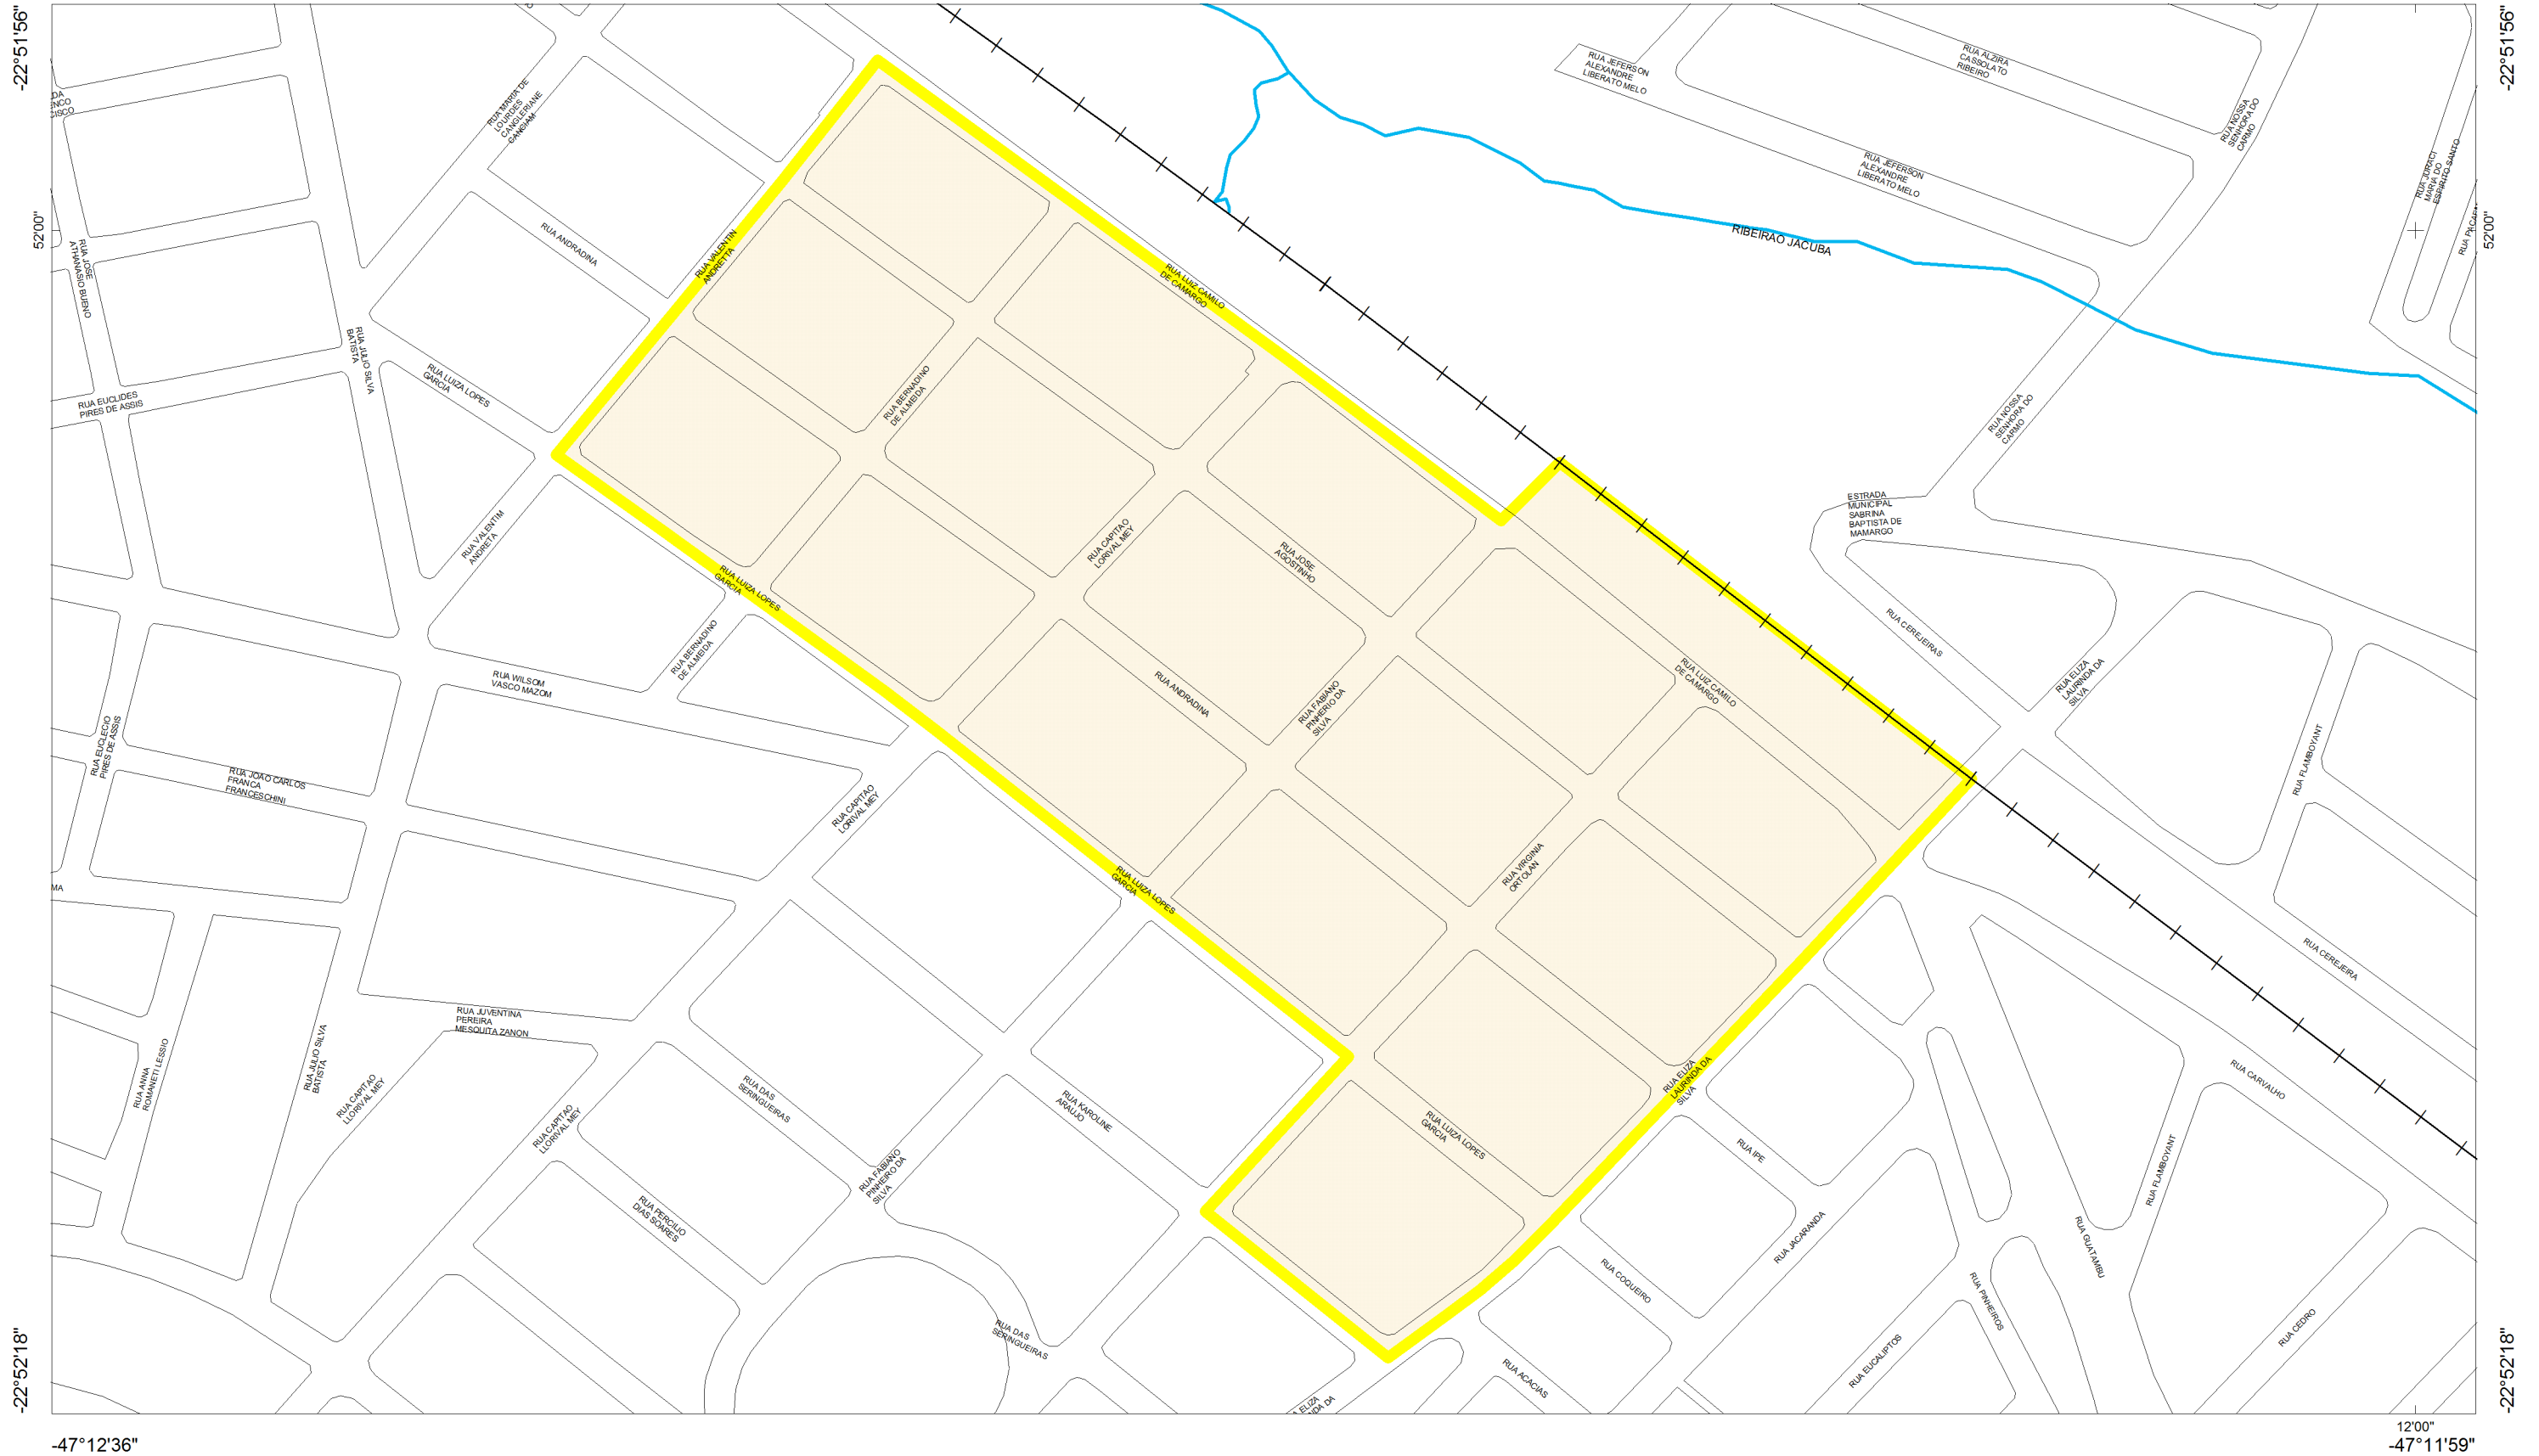 -22°51'56"
-22°51'56"
RUA JEFERSON
ALEXANDRE
LIBERATO MELO
RUA ALZIRA
CASSOLATO
RIBEIRO
RUA MARIA DE
LOURDES
CANGLERIANE
CANCIAM
RUA NOSSA
SENHORA DO
CARMO
RUA JEFERSON
ALEXANDRE
LIBERATO MELO
RUA JURACI
MARIA DO
ESPIRITO SANTO
52'00"
52'00"
RUA ANDRADINA
RUA VALENTIN
ANDRETTA
RIBEIRAO JACUBA
RUA JOSE
ATHANASIO BUENO
RUA LUIZ CAMILO
DE CAMARGO
RUA JULIO SILVA
BATISTA
RUA LUIZA LOPES
GARCIA
RUA BERNADINO
DE ALMEIDA
RUA EUCLIDES
PIRES DE ASSIS
RUA NOSSA
SENHORA DO
CARMO
ESTRADA
MUNICIPAL
SABRINA
BAPTISTA DE
MAMARGO
RUA VALENTIM
ANDRETA
RUA CAPITAO
LORIVAL MEY
RUA JOSE
AGOSTINHO
RUA LUIZA LOPES
GARCIA
RUA CEREJEIRAS
RUA BERNADINO
DE ALMEIDA
RUA WILSOM
VASCO MAZOM
RUA ANDRADINA
RUA FABIANO
PINHERIO DA
SILVA
RUA LUIZ CAMILO
DE CAMARGO
RUA ELIZA
LAURINDA DA
SILVA
RUA EUCLECIO
PIRES DE ASSIS
RUA FLAMBOYANT
RUA JOAO CARLOS
FRANCA
FRANCESCHINI
RUA CAPITAO
LORIVAL MEY
RUA VIRGINIA
ORTOLAN
MA
RUA LUIZA LOPES
GARCIA
RUA CEREJEIRA
RUA JUVENTINA
PEREIRA
MESQUITA ZANON
RUA ANNA
ROMANETI LESSIO
RUA JULIO SILVA
BATISTA
RUA CAPITAO
LLORIVAL MEY
RUA CAPITAO
LLORIVAL MEY
RUA DAS
SERINGUEIRAS
RUA KAROLINE
ARAUJO
RUA ELIZA
LAURINDA DA
SILVA
RUA CARVALHO
RUA LUIZA LOPES
GARCIA
RUA IPE
RUA FABIANO
PINHEIRO DA
SILVA
RUA FLAMBOYANT
RUA PERCILIO
DIAS SOARES
RUA JACARANDA
RUA GUATAMBU
RUA COQUEIRO
RUA PINHEIROS
RUA DAS
SERINGUEIRAS
RUA CEDRO
RUA EUCALIPTOS
RUA ACACIAS
-22°52'18"
-22°52'18"
12'00"
-47°12'36"
-47°11'59"